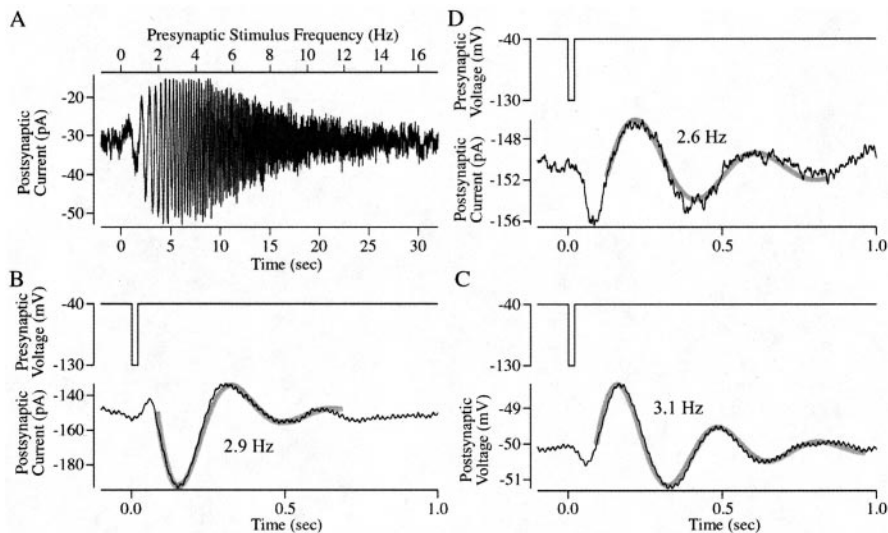 A
Presynaptic Stimulus Frequency (Hz)
0 2 4 6 8 10 12 14 16
Postsynaptic
Current (pA)
-20
-30
-40
-50
0 5 10 15 20 25 30
Time (sec)
B
Presynaptic
Voltage (mV)
-40
-130
Postsynaptic
Current (pA)
-140
-160
-180
2.9 Hz
0.0 0.5 1.0
Time (sec)
D
Presynaptic
Voltage (mV)
-40
-130
Postsynaptic
Current (pA)
-148
-152
-156
2.6 Hz
0.0 0.5 1.0
C
Presynaptic
Voltage (mV)
-40
-130
Postsynaptic
Voltage (mV)
-49
-50
-51
3.1 Hz
0.0 0.5 1.0
Time (sec)